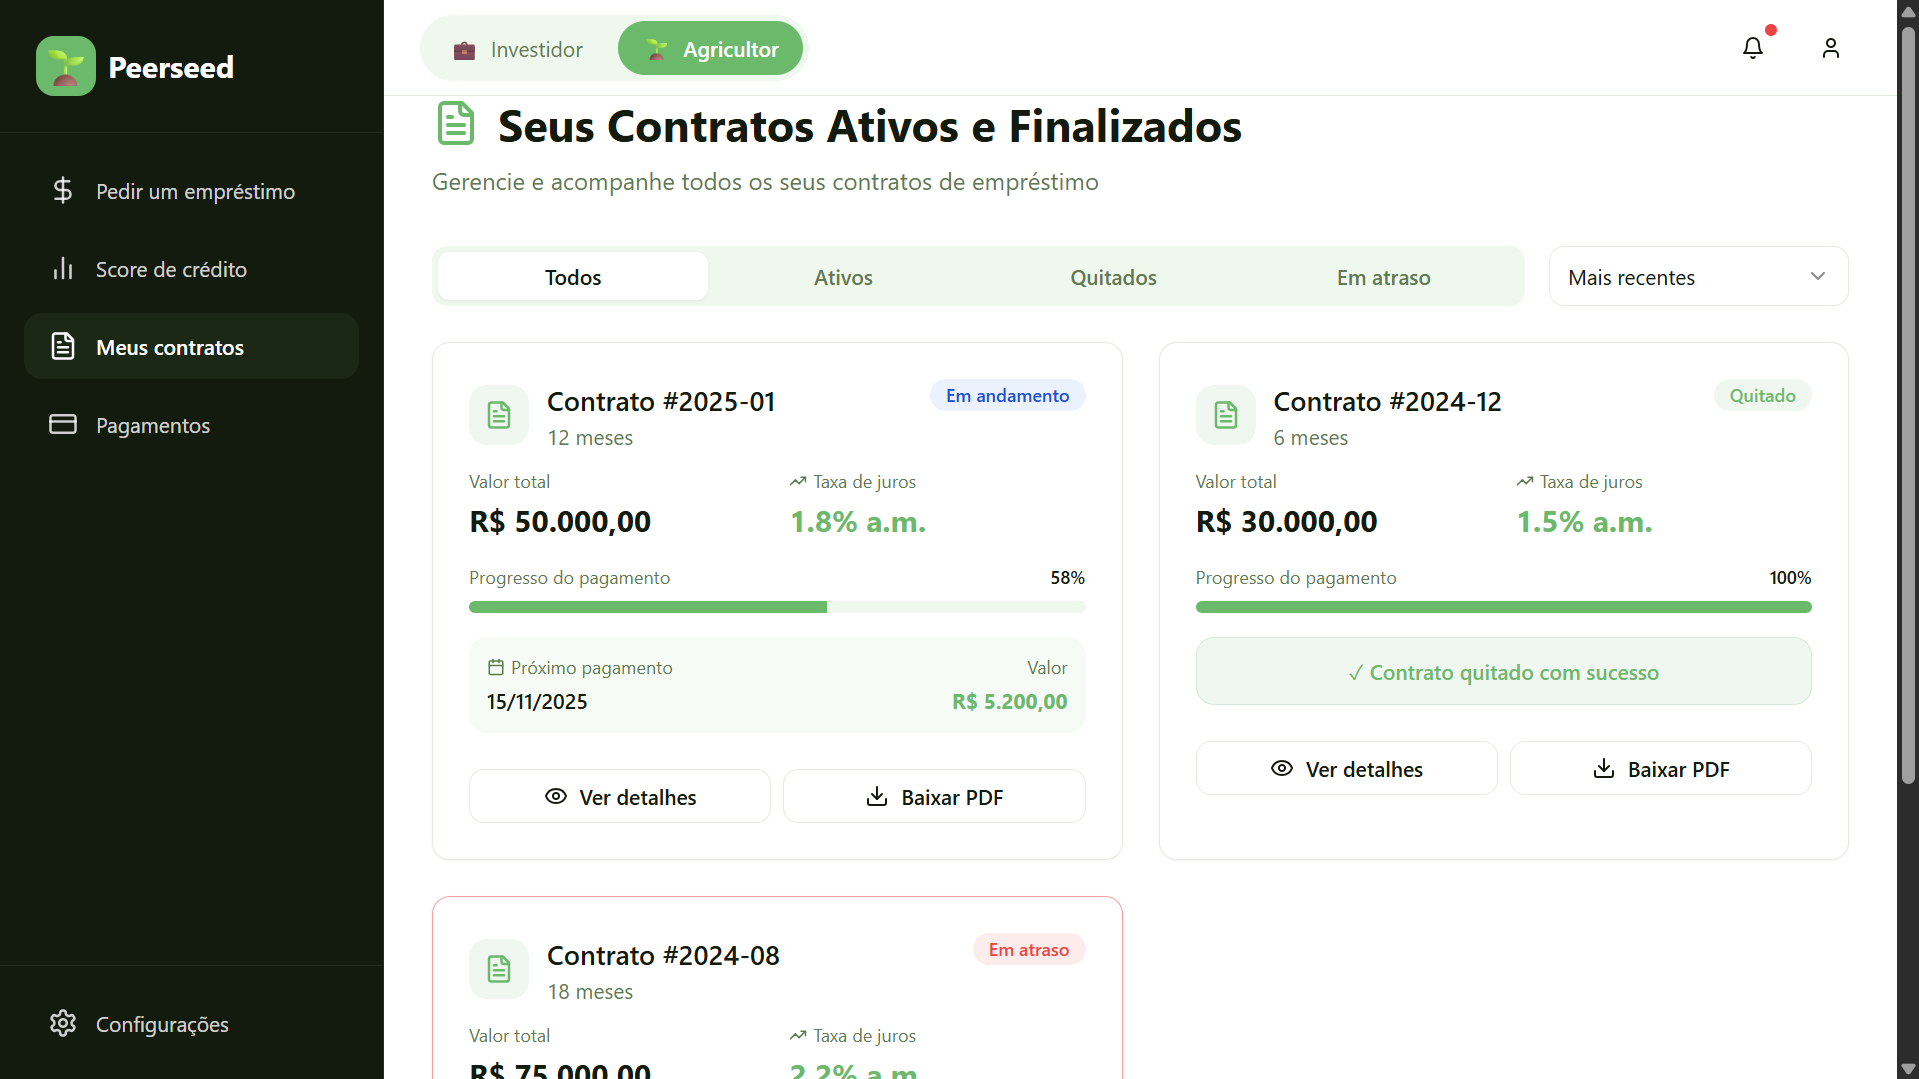 Peerseed
Pedir um empréstimo
Score de crédito
Meus contratos
Pagamentos
Configurações
Investidor
Agricultor
Seus Contratos Ativos e Finalizados
Gerencie e acompanhe todos os seus contratos de empréstimo
Todos
Ativos
Quitados
Em atraso
Mais recentes
Contrato #2025-01
Em andamento
12 meses
Valor total
Taxa de juros
R$ 50.000,00
1.8% a.m.
Progresso do pagamento
58%
Próximo pagamento
Valor
15/11/2025
R$ 5.200,00
Ver detalhes
Baixar PDF
Contrato #2024-12
Quitado
6 meses
Valor total
Taxa de juros
R$ 30.000,00
1.5% a.m.
Progresso do pagamento
100%
✓ Contrato quitado com sucesso
Ver detalhes
Baixar PDF
Contrato #2024-08
Em atraso
18 meses
Valor total
Taxa de juros
R$ 75.000,00
2.2% a.m.